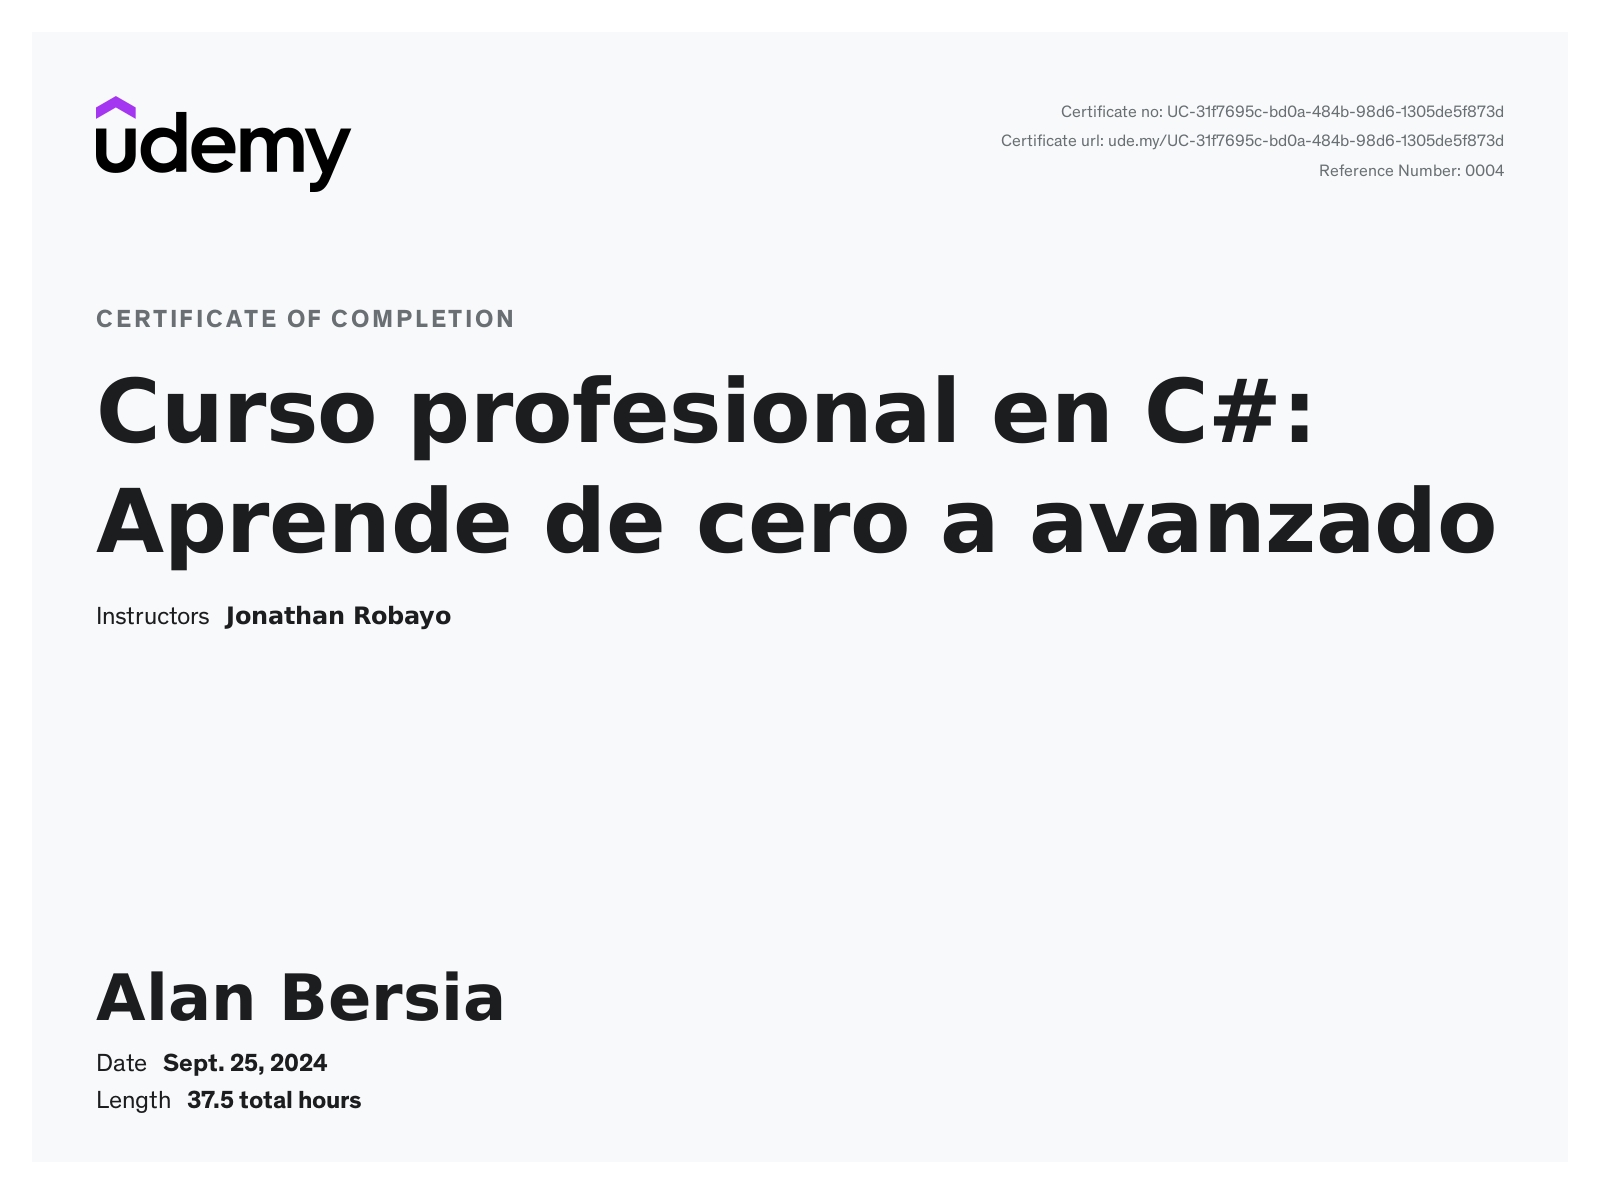 udemy
Certificate no: UC-31f7695c-bd0a-484b-98d6-1305de5f873d
Certificate url: ude.my/UC-31f7695c-bd0a-484b-98d6-1305de5f873d
Reference Number: 0004
CERTIFICATE OF COMPLETION
Curso profesional en C#:
Aprende de cero a avanzado
Instructors Jonathan Robayo
Alan Bersia
Date Sept. 25, 2024
Length 37.5 total hours